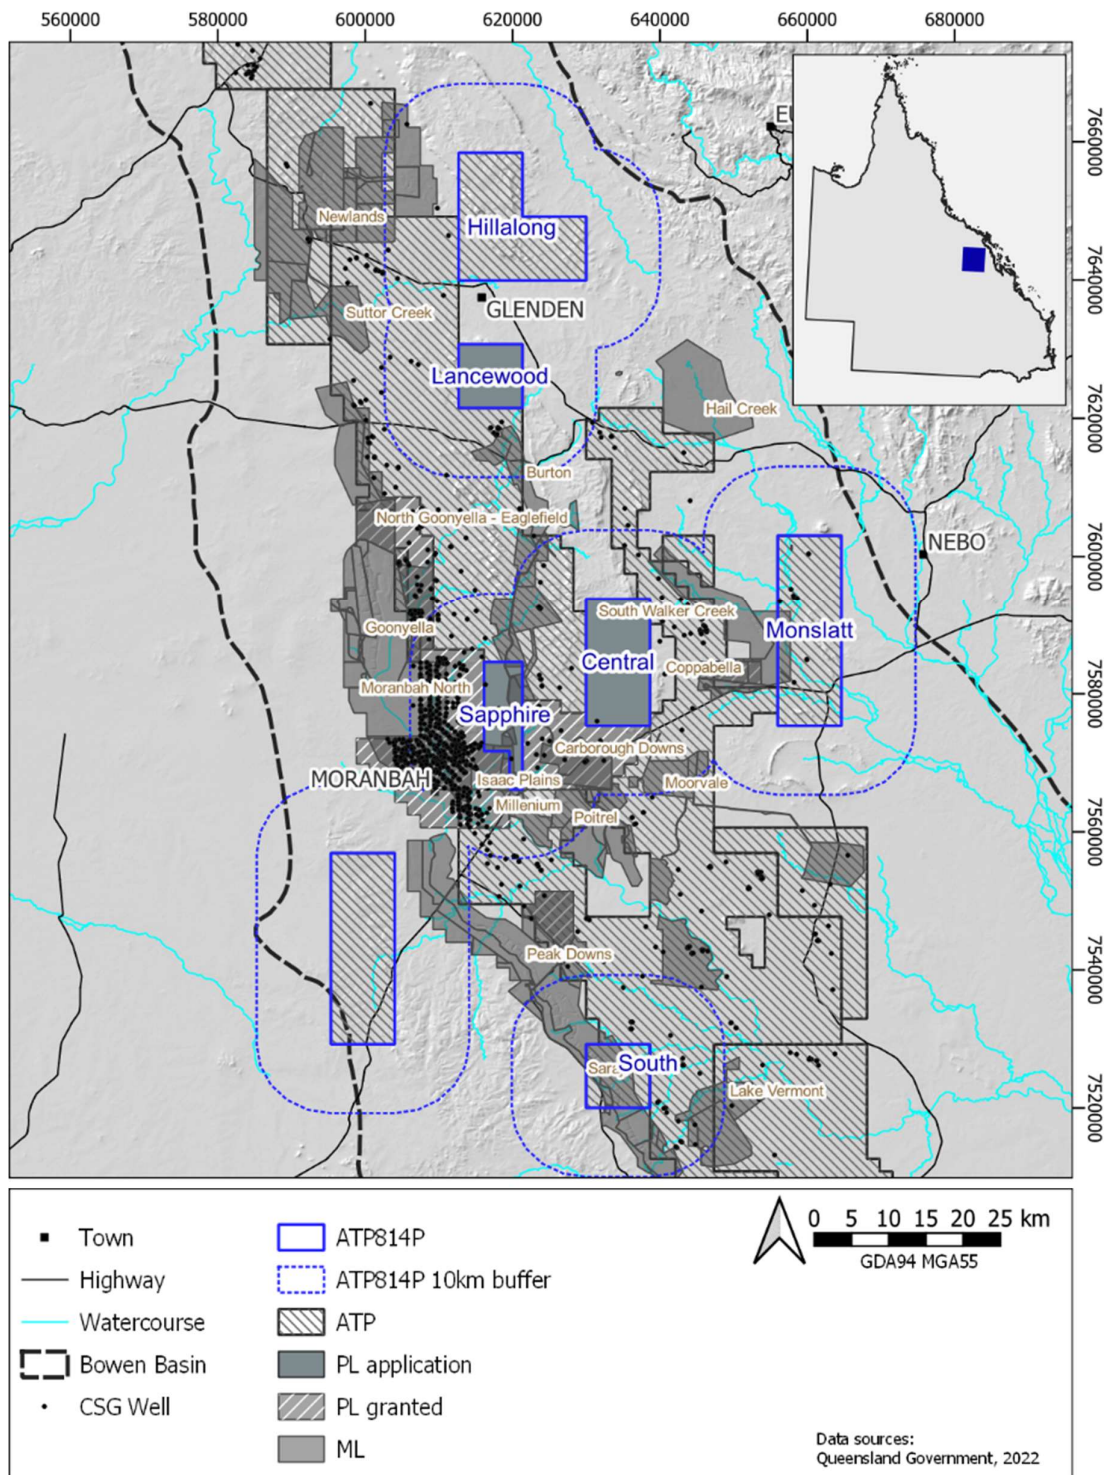 560000 580000 600000 620000 640000 660000 680000
7660000
7640000
7620000
7600000
7580000
7560000
7540000
7520000
EU
Newlands
Hillalong
Suttor Creek
GLENDEN
Lancewood
Hail Creek
Burton
North Goonyella - Eaglefield
NEBO
South Walker Creek
Goonyella
Monslatt
Central
Coppabella
Moranbah North
Sapphire
Carborough Downs
MORANBAH
Isaac Plains
Moorvale
Millenium
Poitrel
Peak Downs
South
Sara
Lake Vermont
Town
Highway
Watercourse
Bowen Basin
CSG Well
ATP814P
ATP814P 10km buffer
ATP
PL application
PL granted
ML
0 5 10 15 20 25 km
GDA94 MGA55
Data sources:
Queensland Government, 2022